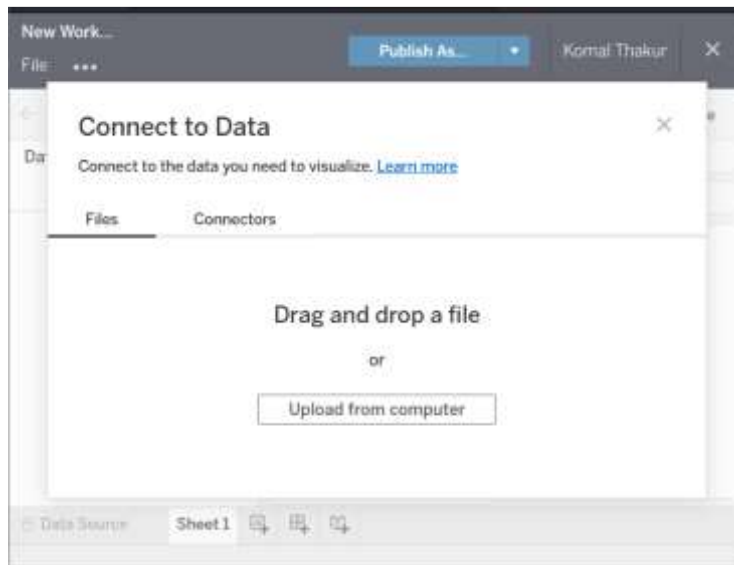 New Work...
Publish As...
Komal Thakur
File
Connect to Data
Connect to the data you need to visualize. Learn more
Files Connectors
Drag and drop a file
or
Upload from computer
Data Source Sheet 1